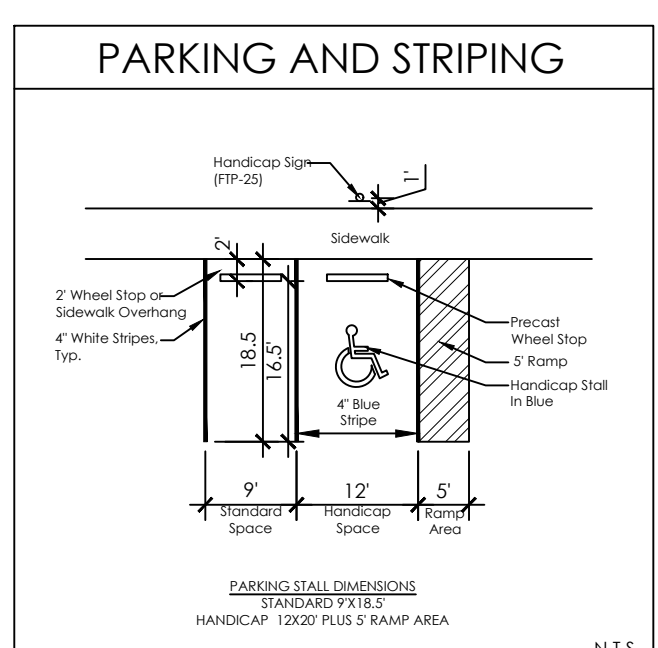 PARKING AND STRIPING
Handicap Sign
(FTP-25)
1'
Sidewalk
2'
2' Wheel Stop or
Sidewalk Overhang
4" White Stripes,
Typ.
18.5
16.5'
Precast
Wheel Stop
5' Ramp
Handicap Stall
In Blue
4" Blue
Stripe
9'
Standard
Space
12'
Handicap
Space
5'
Ramp
Area
PARKING STALL DIMENSIONS
STANDARD 9'X18.5'
HANDICAP 12X20' PLUS 5' RAMP AREA
N.T.S.